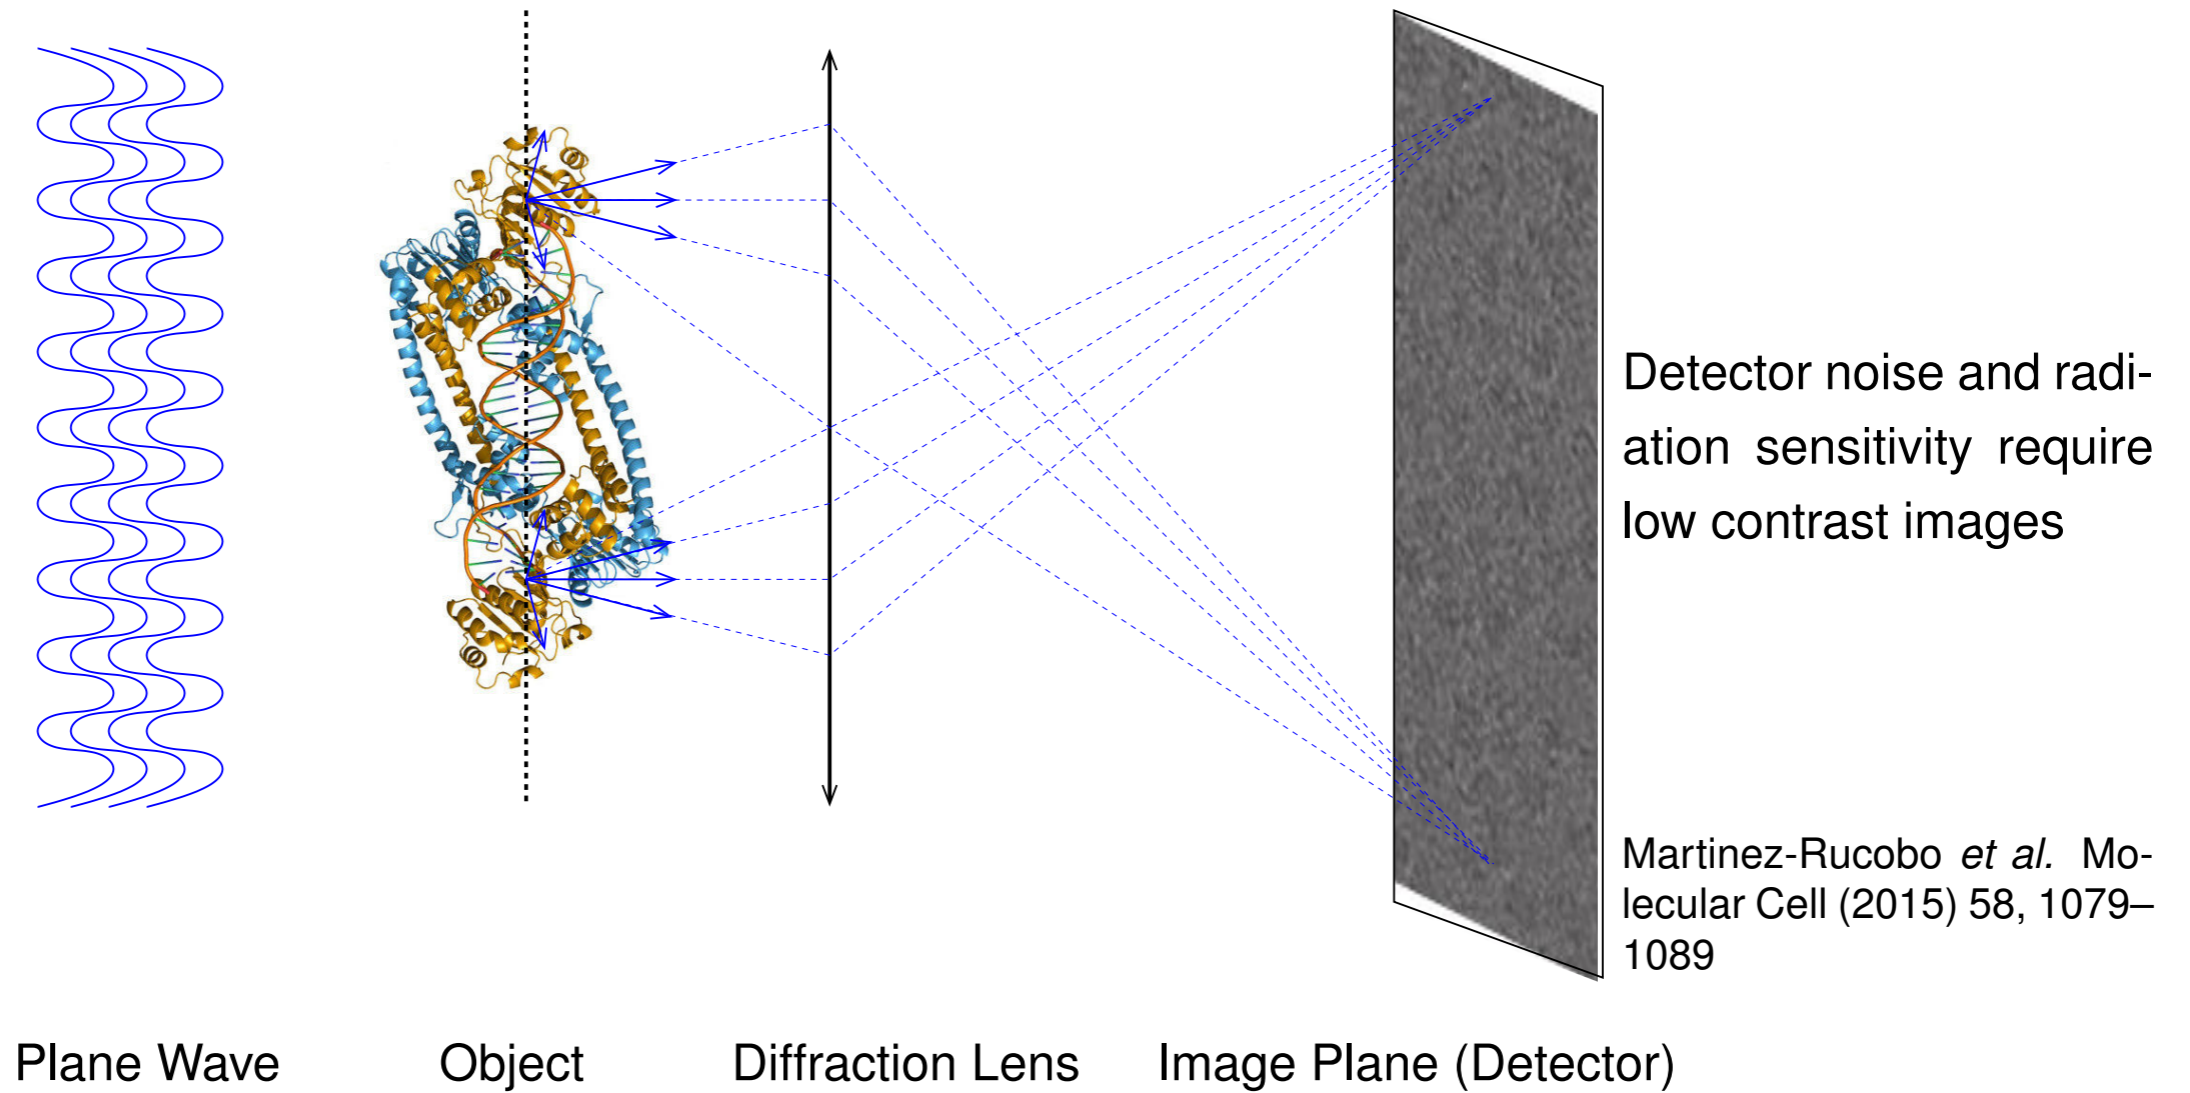 Detector noise and radi-
ation sensitivity require
low contrast images
Martinez-Rucobo et al. Mo-
lecular Cell (2015) 58, 1079–
1089
Plane Wave
Object
Diffraction Lens
Image Plane (Detector)